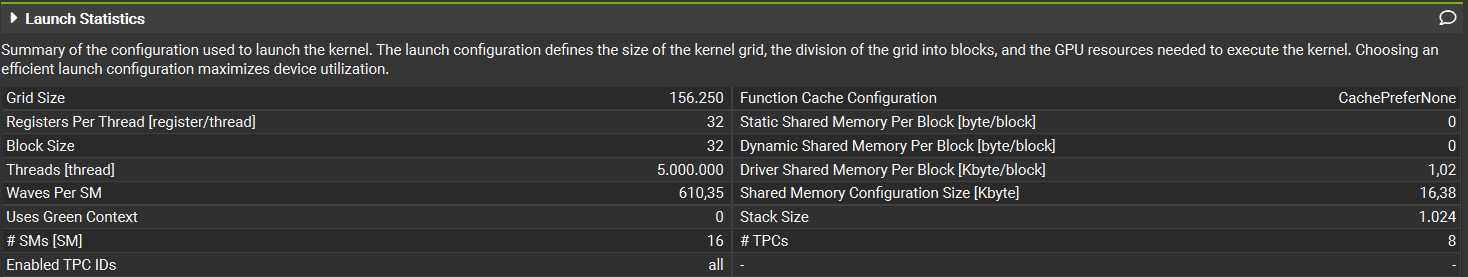 Launch Statistics
Summary of the configuration used to launch the kernel. The launch configuration defines the size of the kernel grid, the division of the grid into blocks, and the GPU resources needed to execute the kernel. Choosing an
efficient launch configuration maximizes device utilization.
Grid Size 156.250 Function Cache Configuration CachePreferNone
Registers Per Thread [register/thread] 32 Static Shared Memory Per Block [byte/block] 0
Block Size 32 Dynamic Shared Memory Per Block [byte/block] 0
Threads [thread] 5.000.000 Driver Shared Memory Per Block [Kbyte/block] 1,02
Waves Per SM 610,35 Shared Memory Configuration Size [Kbyte] 16,38
Uses Green Context 0 Stack Size 1.024
# SMs [SM] 16 # TPCs 8
Enabled TPC IDs all - -